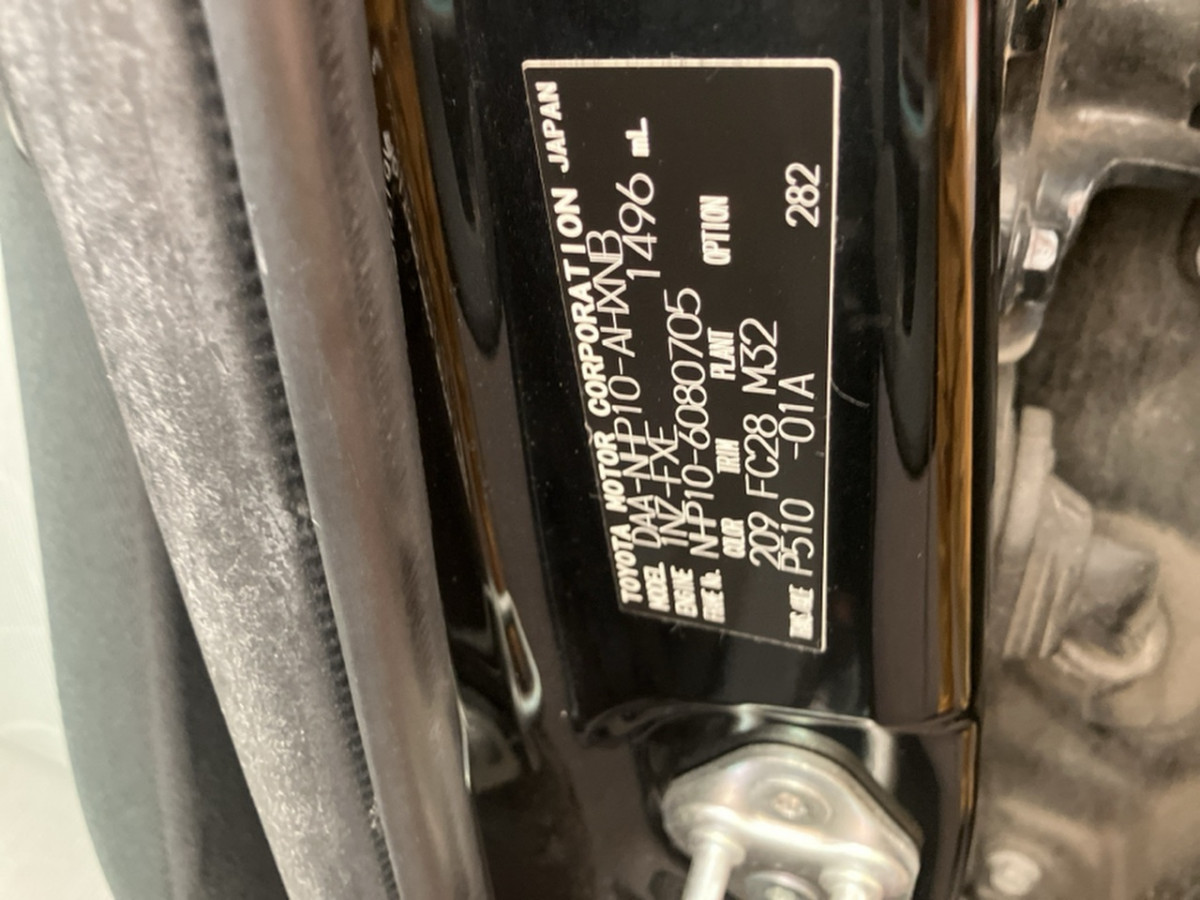 TOYOTA MOTOR CORPORATION JAPAN
MODEL DAA-NHP10-AHXNB
ENGINE 1NZ-FXE 1496 mL
FRAME No. NHP10-6080705
COLOR TRIM PLANT OPTION
209 FC28 M32
TRANS./AXLE P510 -01A 282